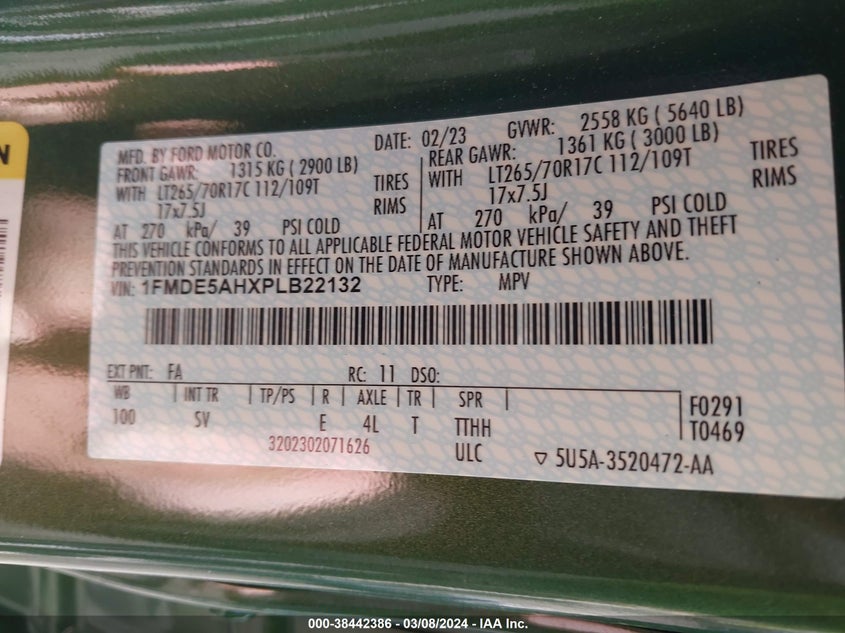 N
MFD. BY FORD MOTOR CO. DATE: 02/23 GVWR: 2558 KG ( 5640 LB)
FRONT GAWR: 1315 KG ( 2900 LB) REAR GAWR: 1361 KG ( 3000 LB)
WITH LT265/70R17C 112/109T TIRES WITH LT265/70R17C 112/109T TIRES
17x7.5J RIMS 17x7.5J RIMS
AT 270 kPa/ 39 PSI COLD AT 270 kPa/ 39 PSI COLD
THIS VEHICLE CONFORMS TO ALL APPLICABLE FEDERAL MOTOR VEHICLE SAFETY AND THEFT
PREVENTION STANDARDS IN EFFECT ON THE DATE OF MANUFACTURE SHOWN ABOVE.
VIN: 1FMDE5AHXPLB22132 TYPE: MPV
EXT PNT: FA RC: 11 DSO:
WB INT TR TP/PS R AXLE TR SPR F0291
100 SV E 4L T TTHH T0469
3202302071626 ULC ▽ 5U5A-3520472-AA
000-38442386 - 03/08/2024 - IAA Inc.